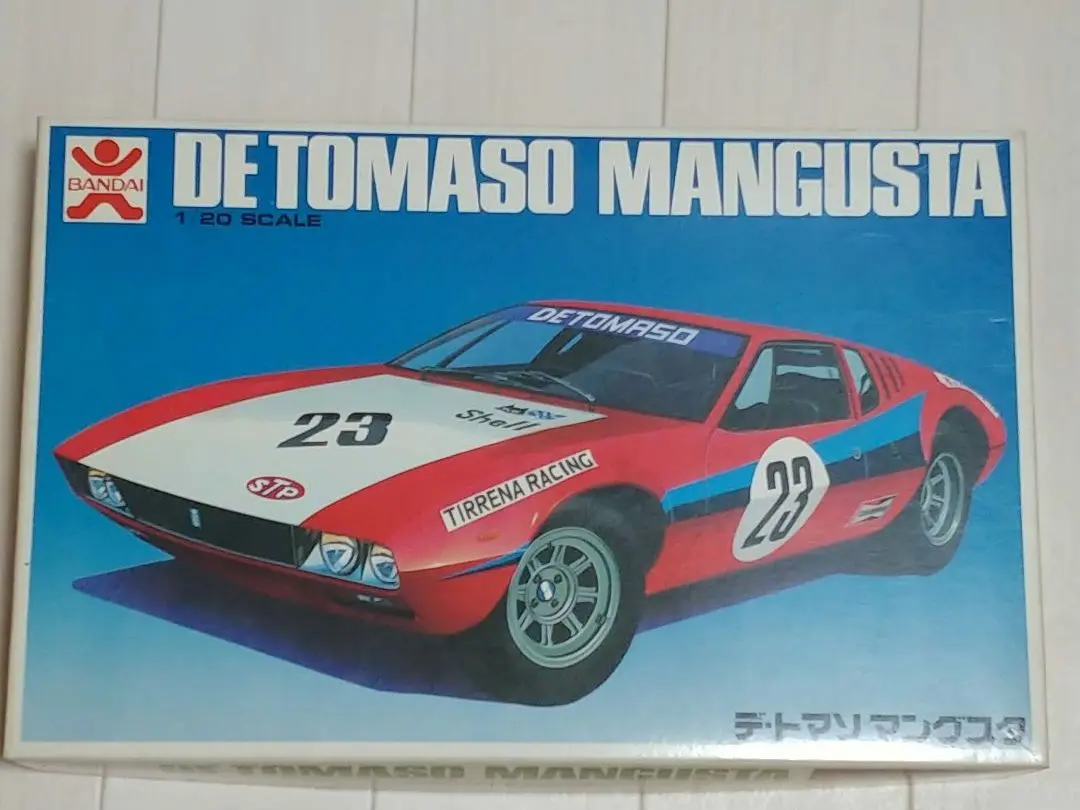 BANDAI
DE TOMASO MANGUSTA
1 20 SCALE
DETOMASO
23
Shell
STP
TIRRENA RACING
23
デ・トマソ マングスタ
DE TOMASO MANGUSTA